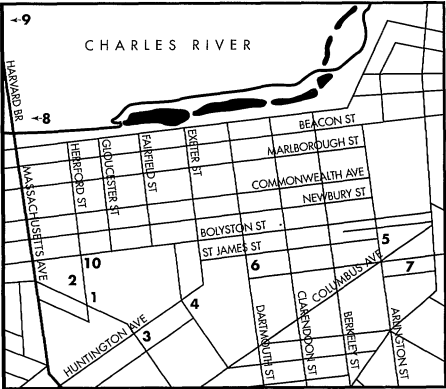 9
CHARLES RIVER
HARVARD BR
8
BEACON ST
MARLBOROUGH ST
COMMONWEALTH AVE
NEWBURY ST
HERRFORD ST
GLOUCESTER ST
FAIRFIELD ST
EXETER ST
MASSACHUSETTS AVE
BOLYSTON ST
ST JAMES ST
5
10
6
7
2
1
COLUMBUS AVE
4
3
HUNTINGTON AVE
DARTMOUTH ST
CLARENDDON ST
BERKELEY ST
ARLINGTON ST